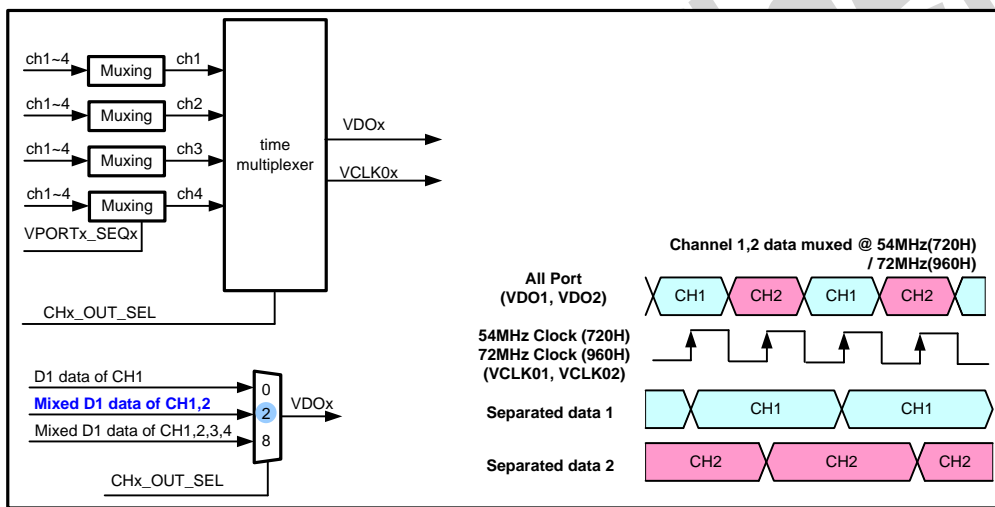 ch1~4
Muxing
ch1
ch1~4
Muxing
ch2
ch1~4
Muxing
ch3
ch1~4
Muxing
ch4
VPORTx_SEQx
time
multiplexer
VDOx
VCLK0x
CHx_OUT_SEL
D1 data of CH1
Mixed D1 data of CH1,2
Mixed D1 data of CH1,2,3,4
0
2
8
VDOx
CHx_OUT_SEL
Channel 1,2 data muxed @ 54MHz(720H)
/ 72MHz(960H)
All Port
(VDO1, VDO2)
CH1
CH2
CH1
CH2
54MHz Clock (720H)
72MHz Clock (960H)
(VCLK01, VCLK02)
Separated data 1
CH1
CH1
Separated data 2
CH2
CH2
CH2